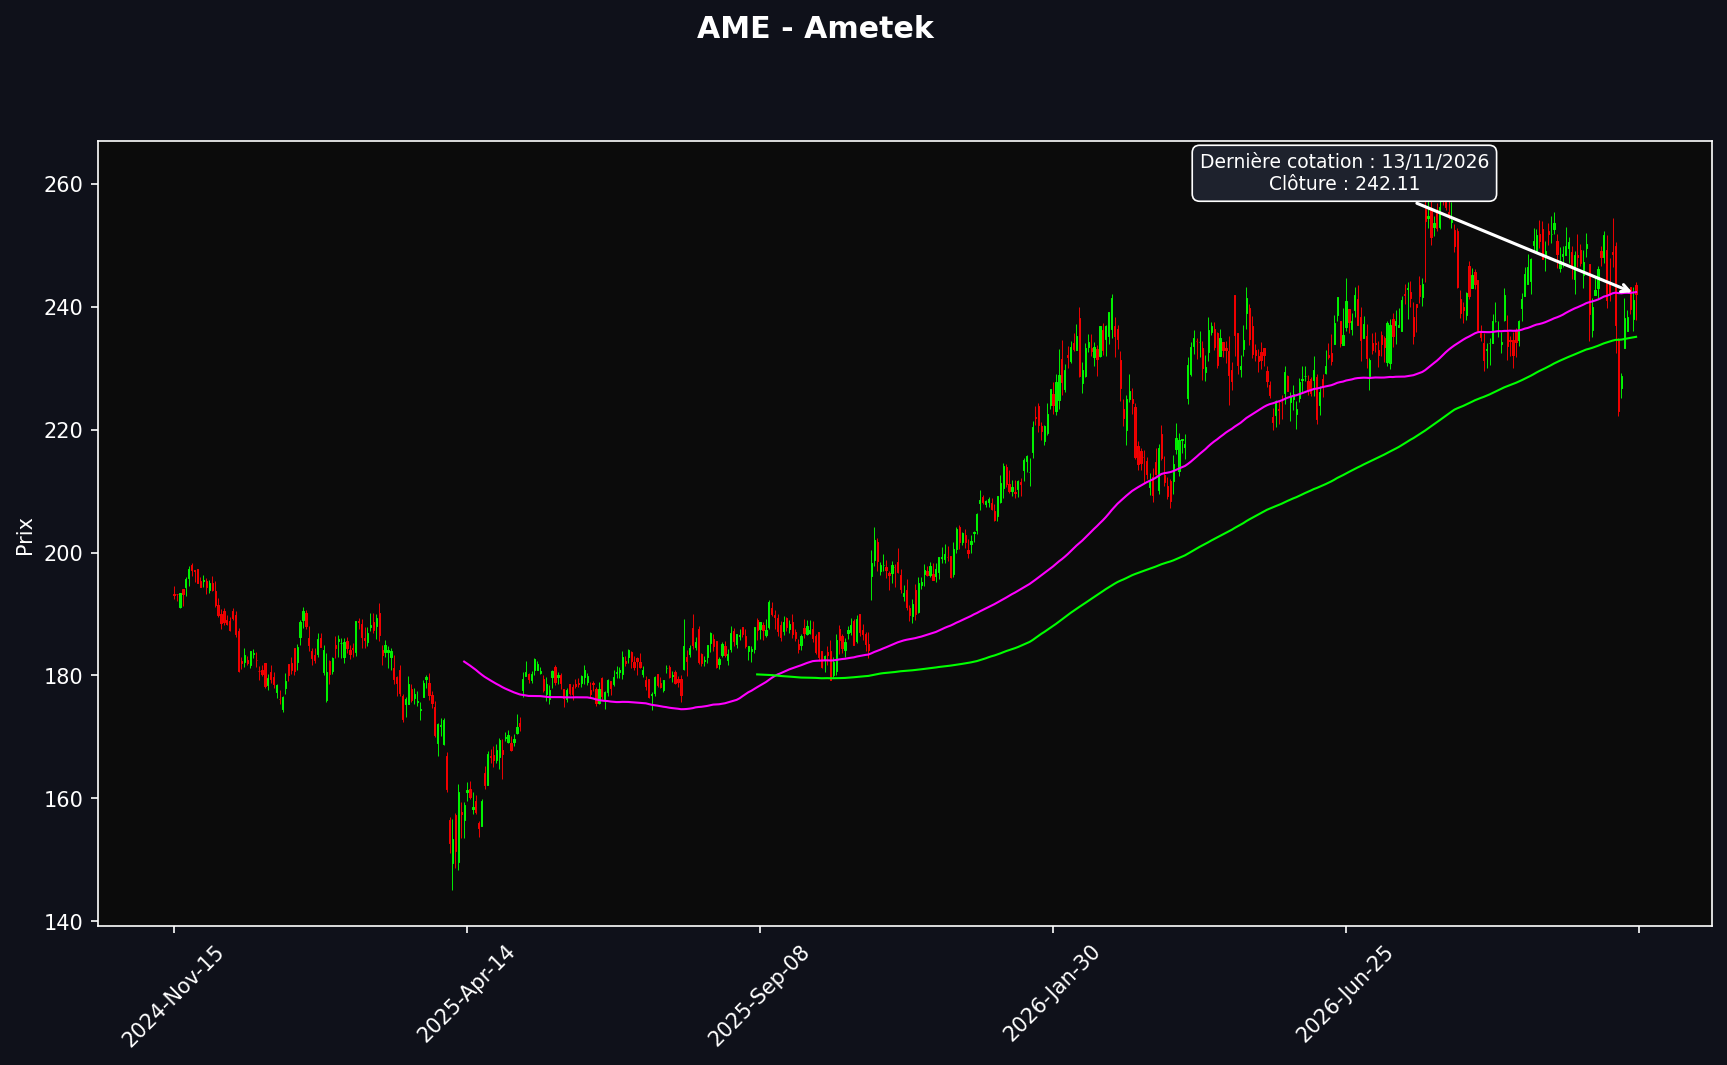 AME - Ametek
Dernière cotation : 13/11/2026
Clôture : 242.11
Prix
260
240
220
200
180
160
140
2024-Nov-15
2025-Apr-14
2025-Sep-08
2026-Jan-30
2026-Jun-25